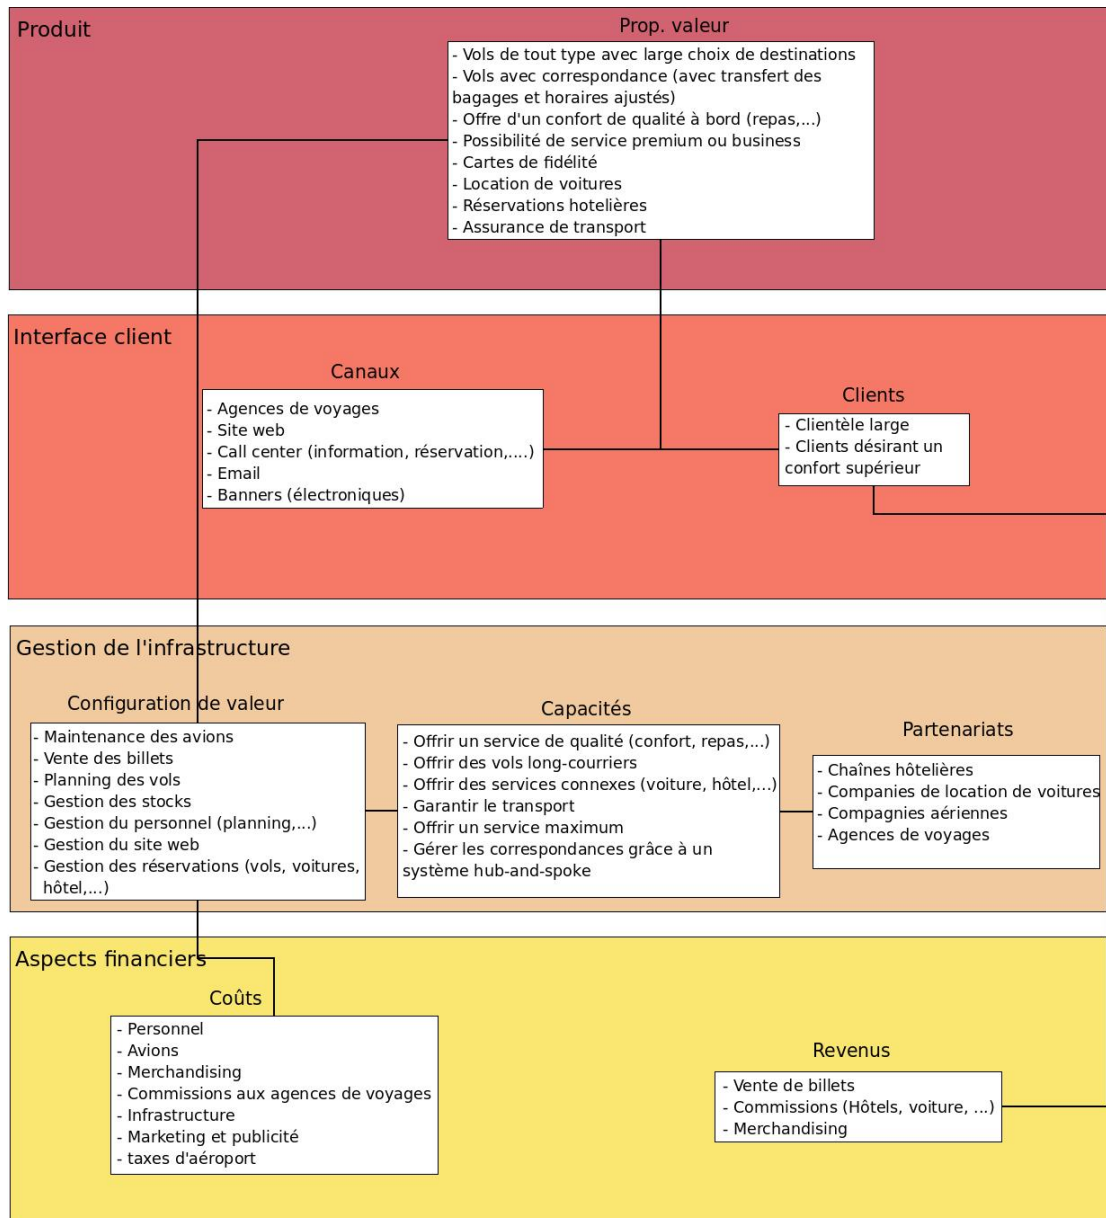 Produit
Prop. valeur
- Vols de tout type avec large choix de destinations
- Vols avec correspondance (avec transfert des
bagages et horaires ajustés)
- Offre d'un confort de qualité à bord (repas,...)
- Possibilité de service premium ou business
- Cartes de fidélité
- Location de voitures
- Réservations hotelières
- Assurance de transport
Interface client
Canaux
- Agences de voyages
- Site web
- Call center (information, réservation,....)
- Email
- Banners (électroniques)
Clients
- Clientèle large
- Clients désirant un
confort supérieur
Gestion de l'infrastructure
Configuration de valeur
- Maintenance des avions
- Vente des billets
- Planning des vols
- Gestion des stocks
- Gestion du personnel (planning,...)
- Gestion du site web
- Gestion des réservations (vols, voitures,
hôtel,...)
Capacités
- Offrir un service de qualité (confort, repas,...)
- Offrir des vols long-courriers
- Offrir des services connexes (voiture, hôtel,...)
- Garantir le transport
- Offrir un service maximum
- Gérer les correspondances grâce à un
système hub-and-spoke
Partenariats
- Chaînes hôtelières
- Companies de location de voitures
- Compagnies aériennes
- Agences de voyages
Aspects financiers
Coûts
- Personnel
- Avions
- Merchandising
- Commissions aux agences de voyages
- Infrastructure
- Marketing et publicité
- taxes d'aéroport
Revenus
- Vente de billets
- Commissions (Hôtels, voiture, ...)
- Merchandising